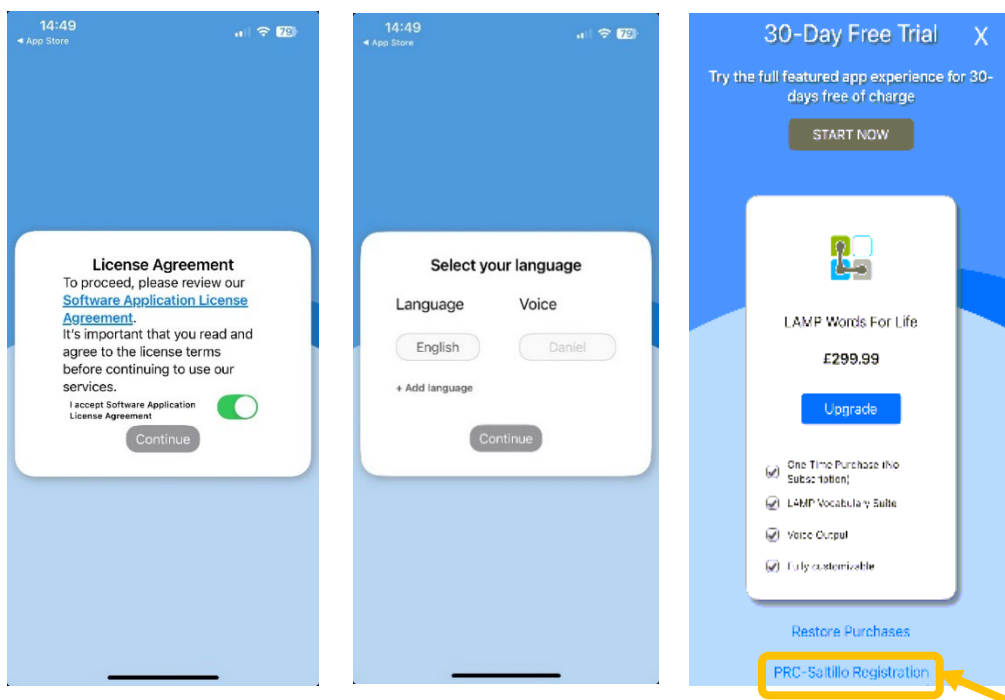 14:49
App Store
79
License Agreement
To proceed, please review our
Software Application License
Agreement.
It's important that you read and
agree to the license terms
before continuing to use our
services.
I accept Software Application
License Agreement
Continue
14:49
App Store
79
Select your language
Language Voice
English Daniel
+ Add language
Continue
30-Day Free Trial X
Try the full featured app experience for 30-
days free of charge
START NOW
LAMP Words For Life
£299.99
Upgrade
One Time Purchase (No
Subscription)
LAMP Vocabulary Suite
Voice Output
Fully customizable
Restore Purchases
PRC-Saltillo Registration